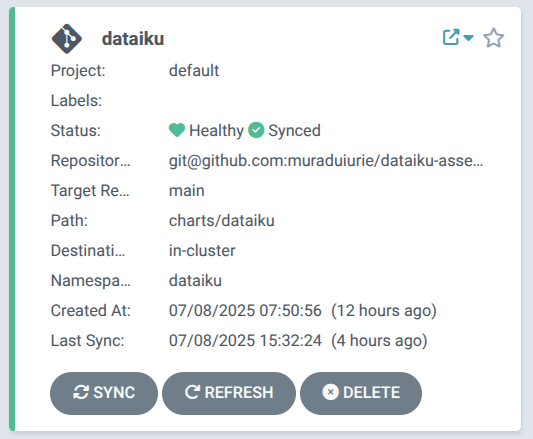 dataiku
Project: default
Labels:
Status: Healthy Synced
Repositor... git@github.com:muraduiurie/dataiku-asse...
Target Re... main
Path: charts/dataiku
Destinati... in-cluster
Namespa... dataiku
Created At: 07/08/2025 07:50:56 (12 hours ago)
Last Sync: 07/08/2025 15:32:24 (4 hours ago)
SYNC REFRESH DELETE